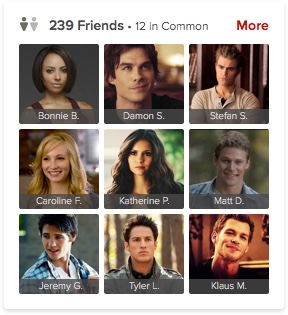 239 Friends • 12 in Common More
Bonnie B. Damon S. Stefan S.
Caroline F. Katherine P. Matt D.
Jeremy G. Tyler L. Klaus M.